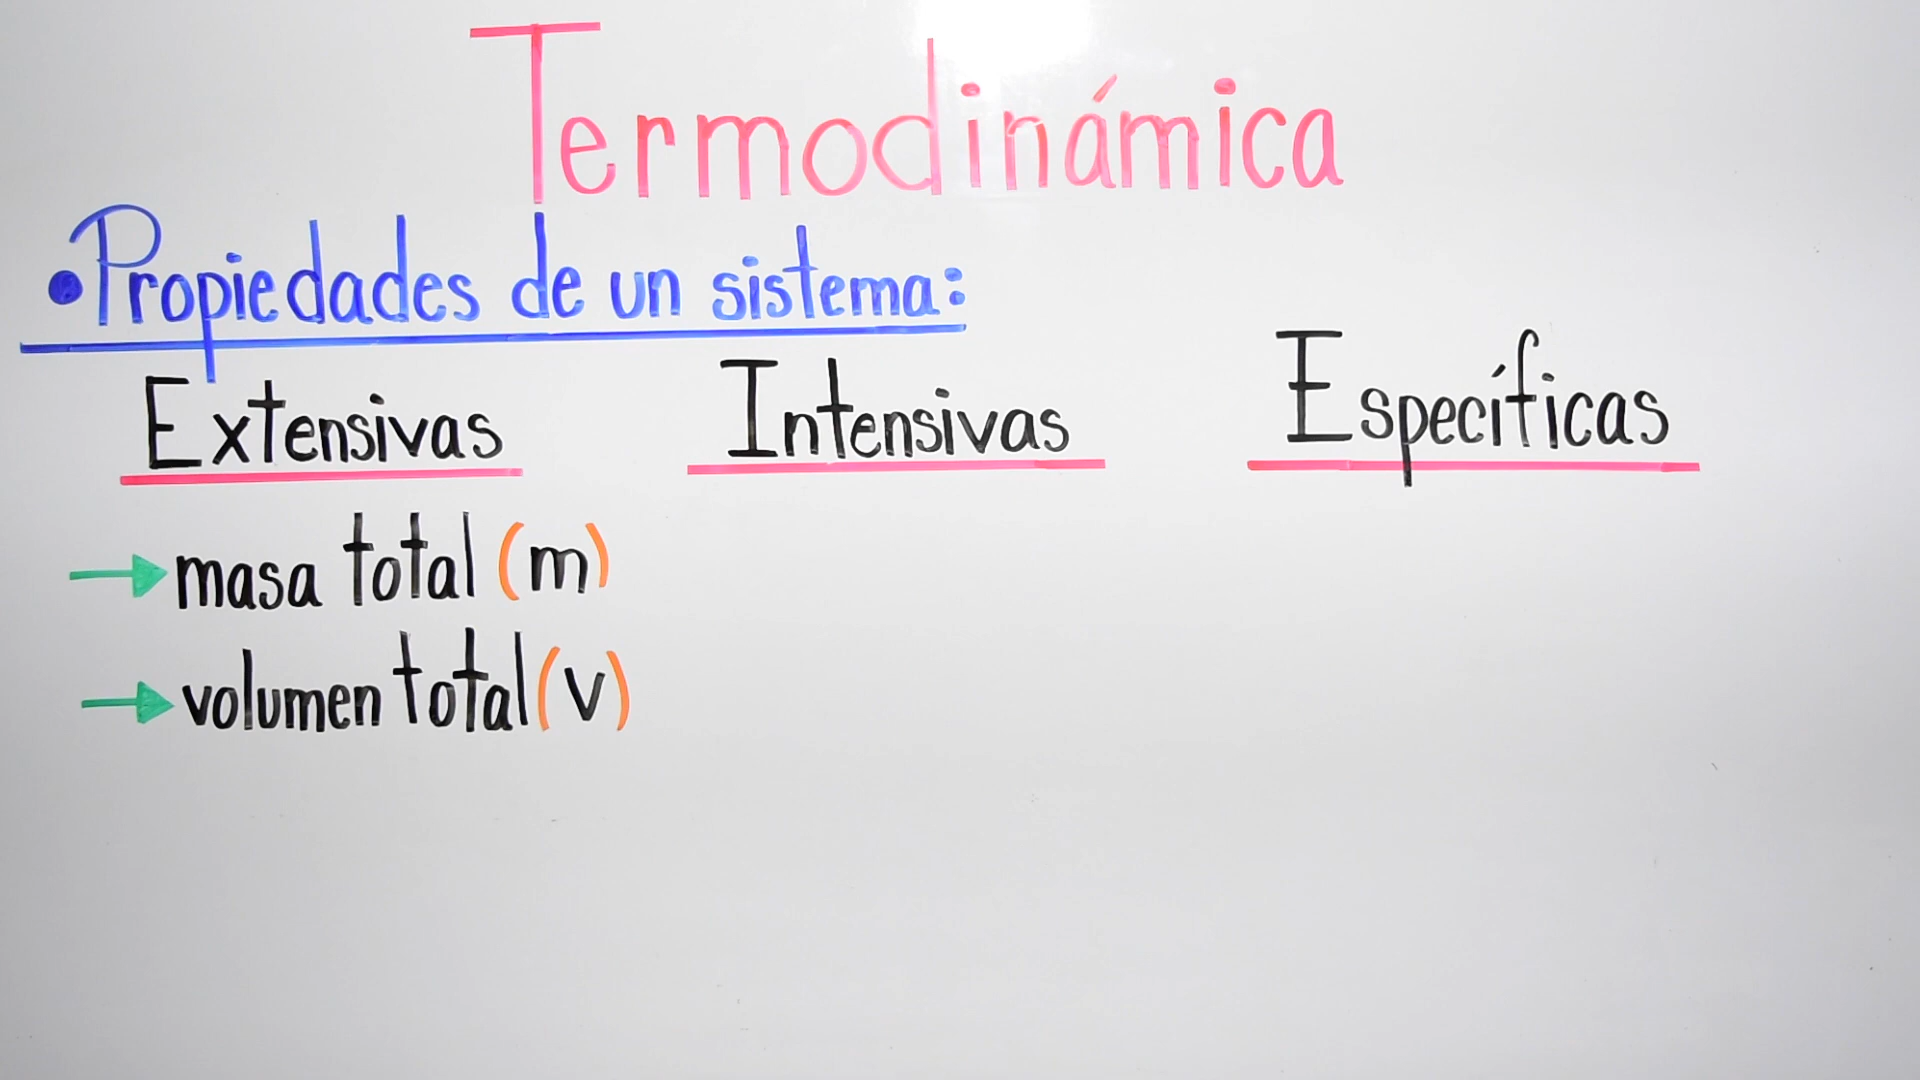 Termodinámica
•Propiedades de un sistema:
Extensivas Intensivas Específicas
→masa total (m)
→volumen total (v)